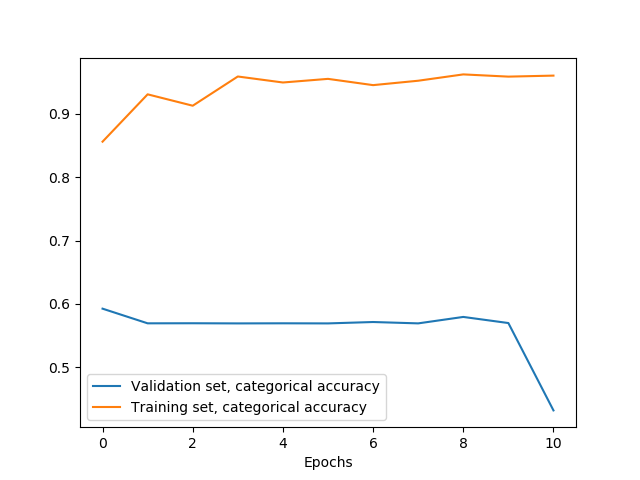 0.9
0.8
0.7
0.6
0.5
Validation set, categorical accuracy
Training set, categorical accuracy
0 2 4 6 8 10
Epochs